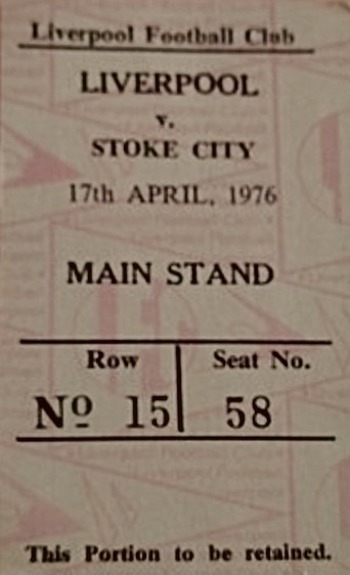 Liverpool Football Club
LIVERPOOL
v.
STOKE CITY
17th APRIL, 1976
MAIN STAND
Row Seat No.
Nº 15 58
This Portion to be retained.